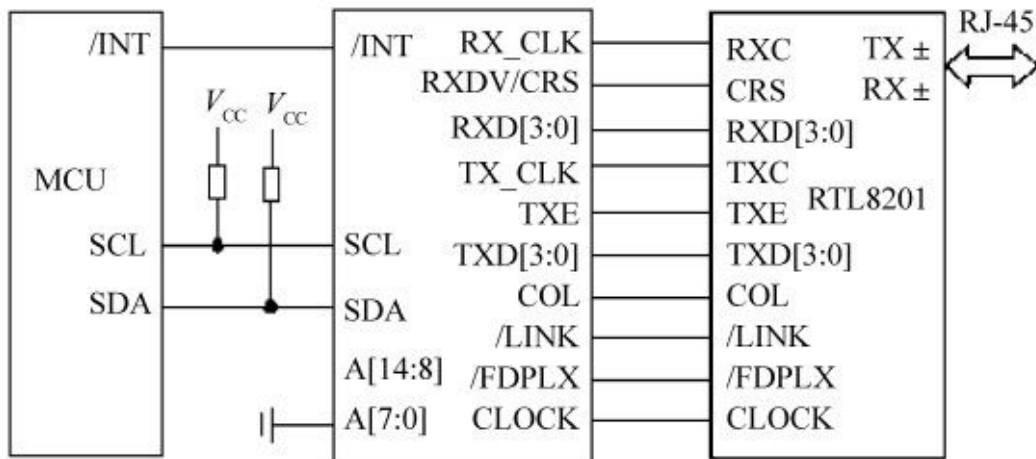 /INT
V_CC
V_CC
MCU
SCL
SDA
/INT
SCL
SDA
A[14:8]
A[7:0]
RX_CLK
RXDV/CRS
RXD[3:0]
TX_CLK
TXE
TXD[3:0]
COL
/LINK
/FDPLX
CLOCK
RXC
CRS
RXD[3:0]
TXC
TXE
TXD[3:0]
COL
/LINK
/FDPLX
CLOCK
TX ±
RX ±
RTL8201
RJ-45